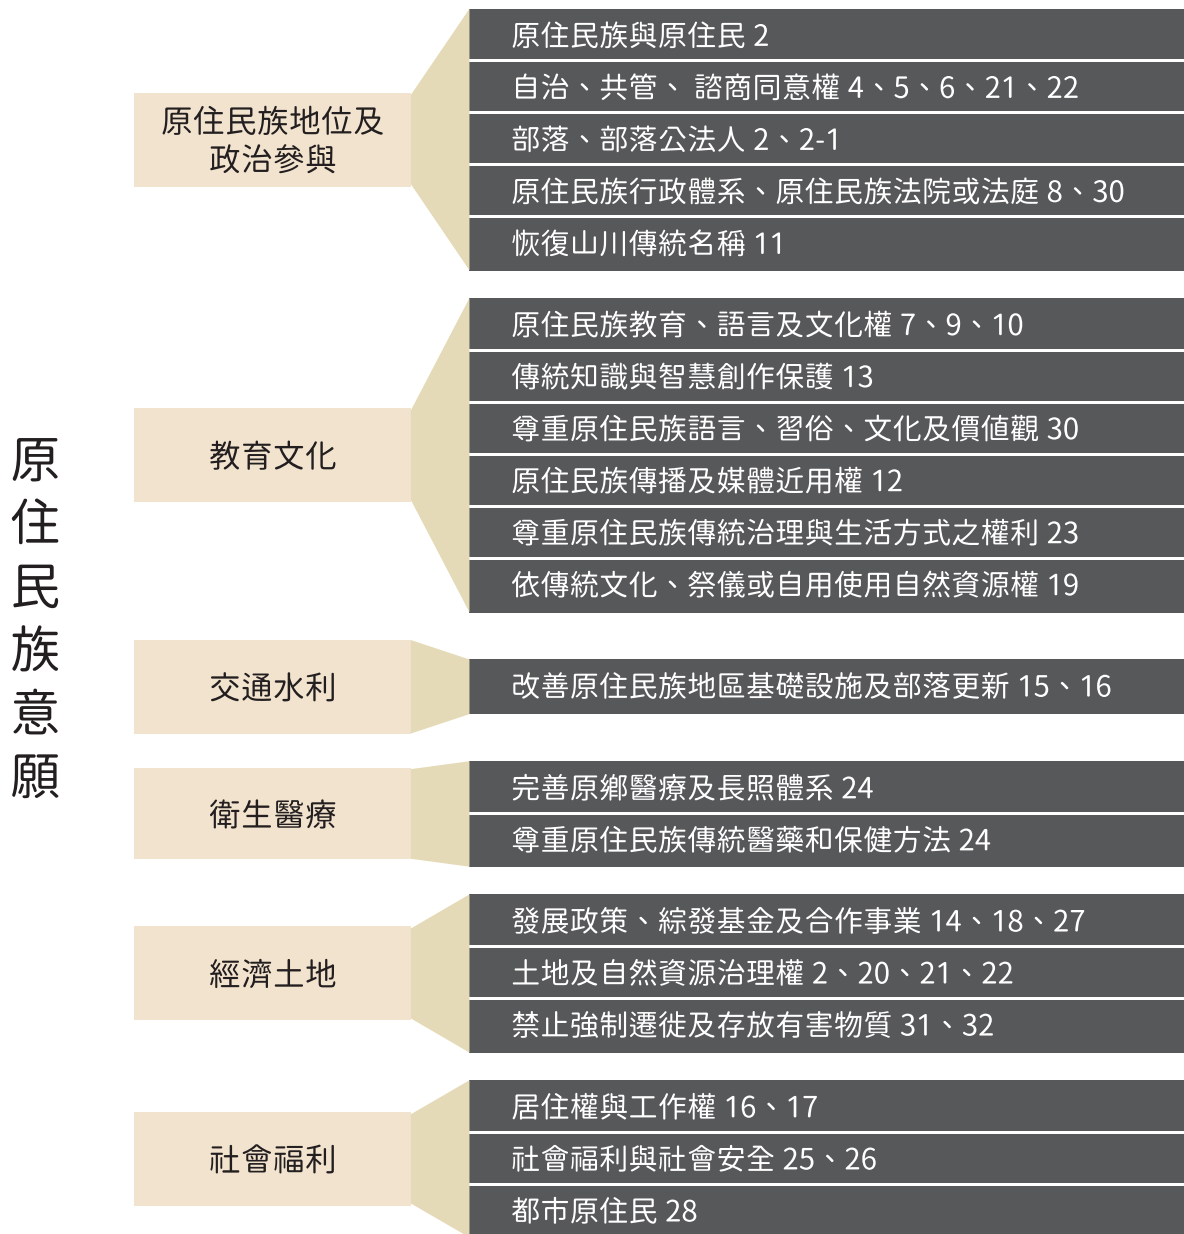 原住民族意願
原住民族地位及
政治參與
原住民族與原住民 2
自治、共管、 諮商同意權 4、5、6、21、22
部落、部落公法人 2、2-1
原住民族行政體系、原住民族法院或法庭 8、30
恢復山川傳統名稱 11
教育文化
原住民族教育、語言及文化權 7、9、10
傳統知識與智慧創作保護 13
尊重原住民族語言、習俗、文化及價值觀 30
原住民族傳播及媒體近用權 12
尊重原住民族傳統治理與生活方式之權利 23
依傳統文化、祭儀或自用使用自然資源權 19
交通水利
改善原住民族地區基礎設施及部落更新 15、16
衛生醫療
完善原鄉醫療及長照體系 24
尊重原住民族傳統醫藥和保健方法 24
經濟土地
發展政策、綜發基金及合作事業 14、18、27
土地及自然資源治理權 2、20、21、22
禁止強制遷徙及存放有害物質 31、32
社會福利
居住權與工作權 16、17
社會福利與社會安全 25、26
都市原住民 28